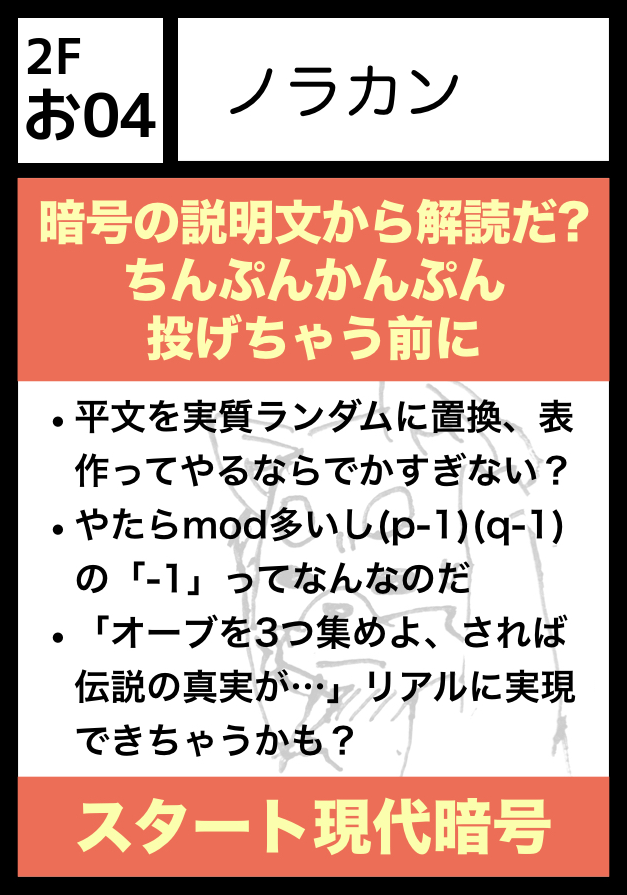 2F
お04
ノラカン
暗号の説明文から解読だ?
ちんぷんかんぷん
投げちゃう前に
•平文を実質ランダムに置換、表
作ってやるならでかすぎない？
•やたらmod多いし(p-1)(q-1)
の「-1」ってなんなのだ
•「オーブを3つ集めよ、されば
伝説の真実が…」リアルに実現
できちゃうかも？
スタート現代暗号